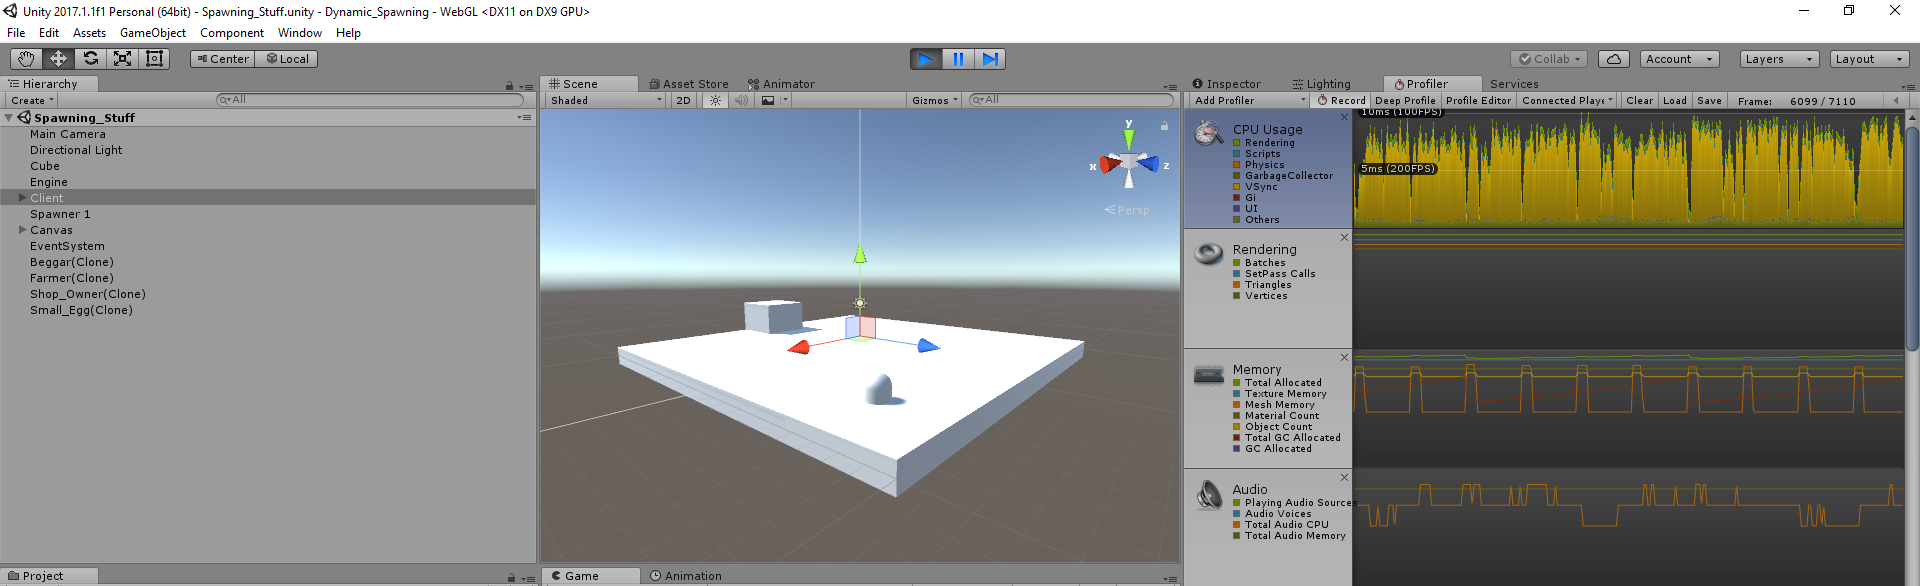 Unity 2017.1.1f1 Personal (64bit) - Spawning_Stuff.unity - Dynamic_Spawning - WebGL <DX11 on DX9 GPU>
File Edit Assets GameObject Component Window Help
Center Local
Collab Account Layers Layout
Hierarchy
Create All
Spawning_Stuff
Main Camera
Directional Light
Cube
Engine
Client
Spawner 1
Canvas
EventSystem
Beggar(Clone)
Farmer(Clone)
Shop_Owner(Clone)
Small_Egg(Clone)
Project
Scene Asset Store Animator
Shaded 2D Gizmos All
y
x z
Persp
Game Animation
Inspector Lighting Profiler Services
Add Profiler Record Deep Profile Profile Editor Connected Playe Clear Load Save Frame: 6099 / 7110
CPU Usage
Rendering
Scripts
Physics
GarbageCollector
VSync
Gi
UI
Others
10ms (100FPS)
5ms (200FPS)
Rendering
Batches
SetPass Calls
Triangles
Vertices
Memory
Total Allocated
Texture Memory
Mesh Memory
Material Count
Object Count
Total GC Allocated
GC Allocated
Audio
Playing Audio Sources
Audio Voices
Total Audio CPU
Total Audio Memory